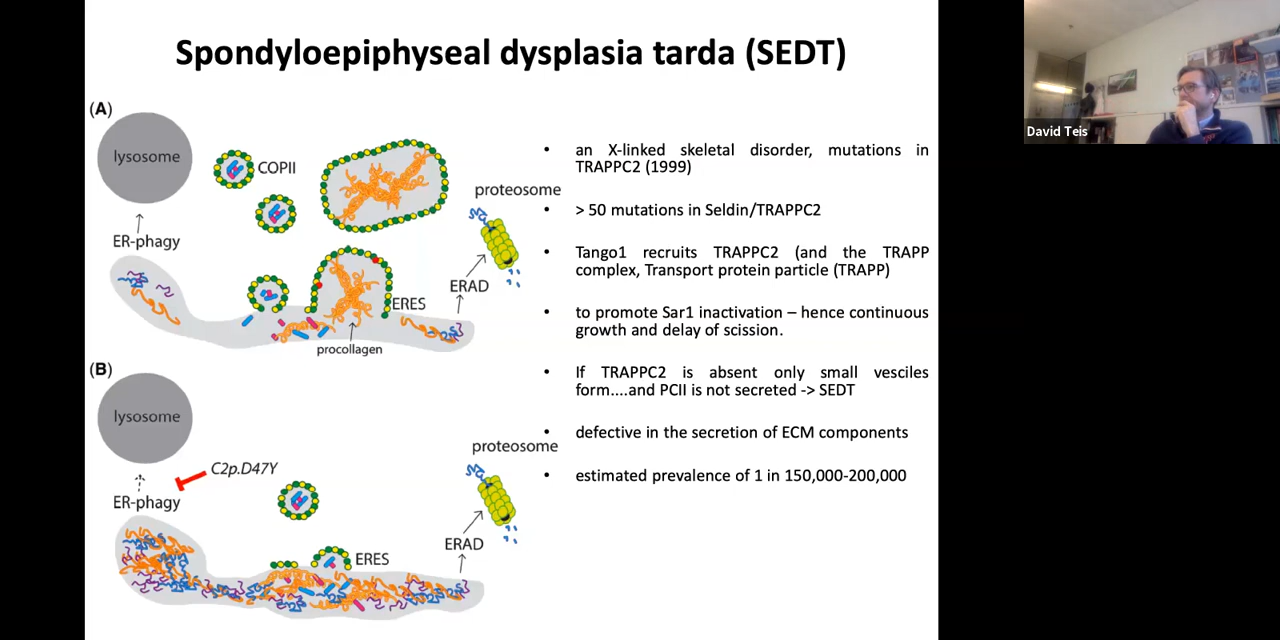 Spondyloepiphyseal dysplasia tarda (SEDT)
(A)
lysosome
COPII
proteosome
ER-phagy
ERAD
ERES
procollagen
(B)
lysosome
proteosome
C2p.D47Y
ER-phagy
ERAD
ERES
• an X-linked skeletal disorder, mutations in
TRAPPC2 (1999)
• > 50 mutations in Seldin/TRAPPC2
• Tango1 recruits TRAPPC2 (and the TRAPP
complex, Transport protein particle (TRAPP)
• to promote Sar1 inactivation – hence continuous
growth and delay of scission.
• If TRAPPC2 is absent only small vesciles
form....and PCII is not secreted -> SEDT
• defective in the secretion of ECM components
• estimated prevalence of 1 in 150,000-200,000
David Teis